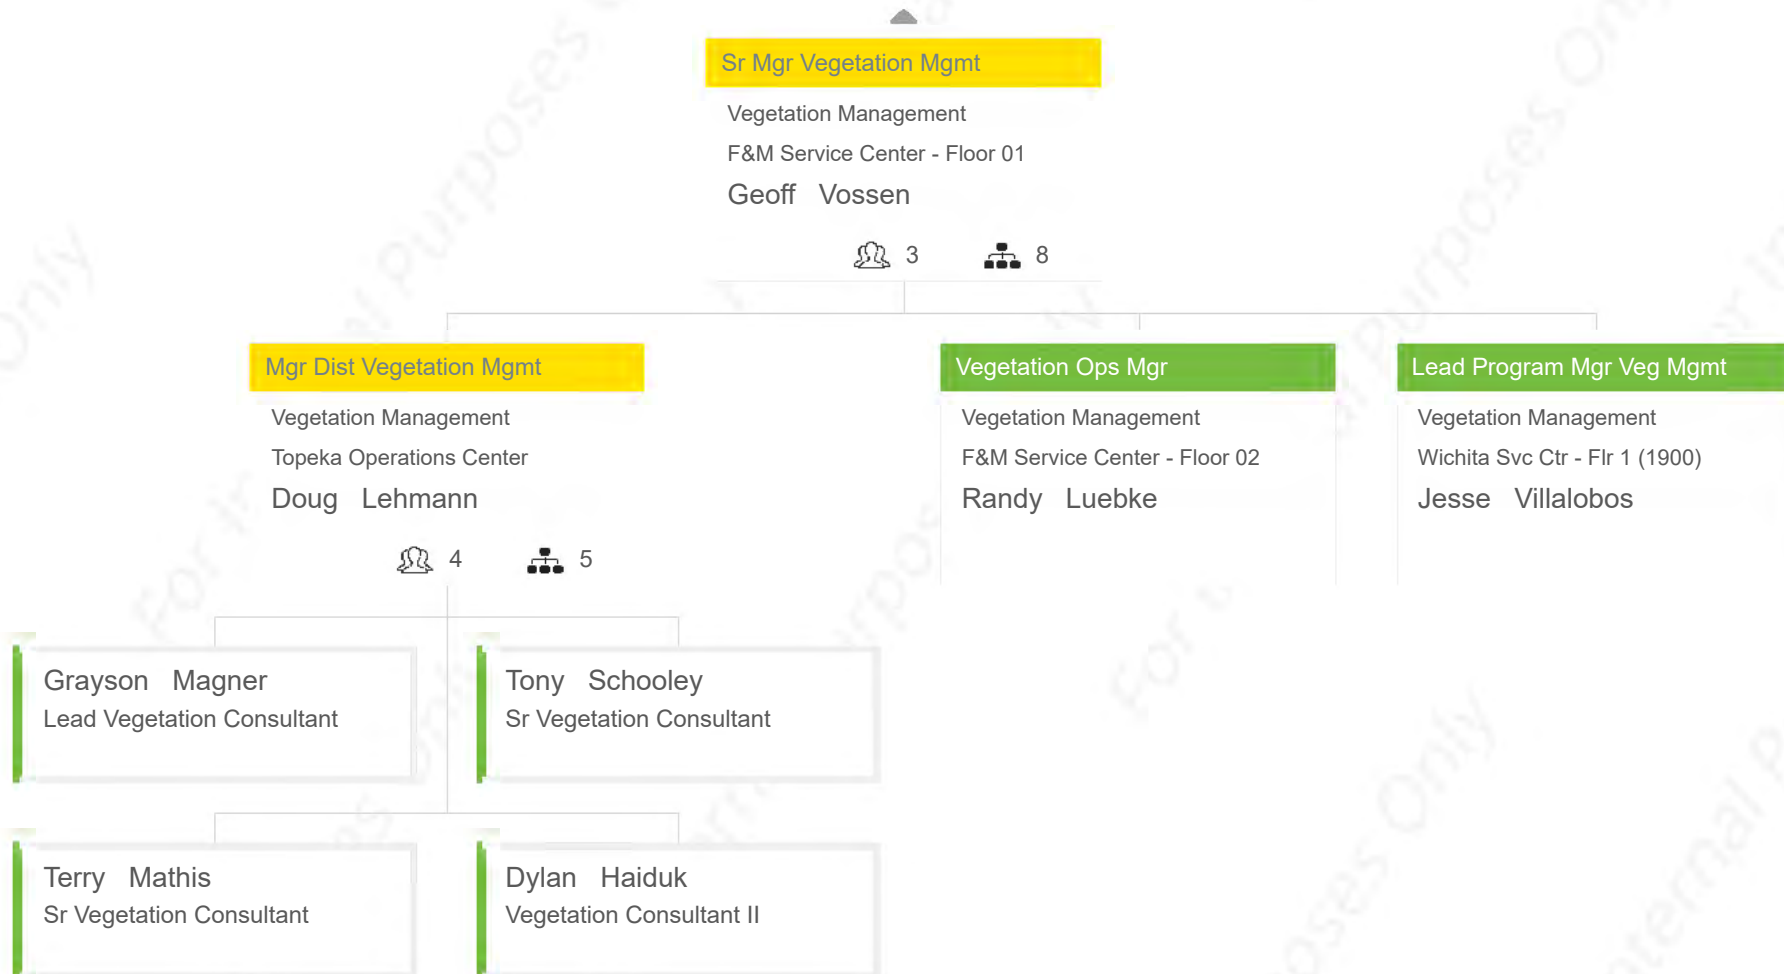 Sr Mgr Vegetation Mgmt
Vegetation Management
F&M Service Center - Floor 01
Geoff Vossen
3 8
Mgr Dist Vegetation Mgmt
Vegetation Management
Topeka Operations Center
Doug Lehmann
4 5
Vegetation Ops Mgr
Vegetation Management
F&M Service Center - Floor 02
Randy Luebke
Lead Program Mgr Veg Mgmt
Vegetation Management
Wichita Svc Ctr - Flr 1 (1900)
Jesse Villalobos
Grayson Magner
Lead Vegetation Consultant
Tony Schooley
Sr Vegetation Consultant
Terry Mathis
Sr Vegetation Consultant
Dylan Haiduk
Vegetation Consultant II